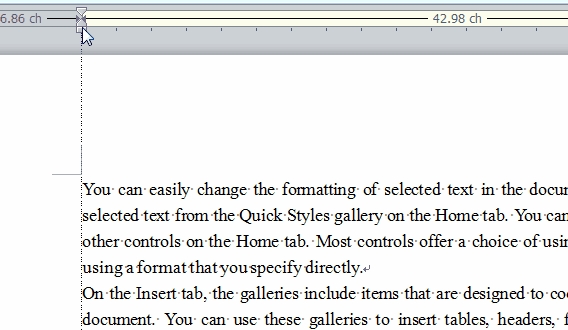 6.86 ch 42.98 ch
You can easily change the formatting of selected text in the
selected text from the Quick Styles gallery on the Home tab. You can
other controls on the Home tab. Most controls offer a choice of
using a format that you specify directly.
On the Insert tab, the galleries include items that are designed to
document. You can use these galleries to insert tables, headers,